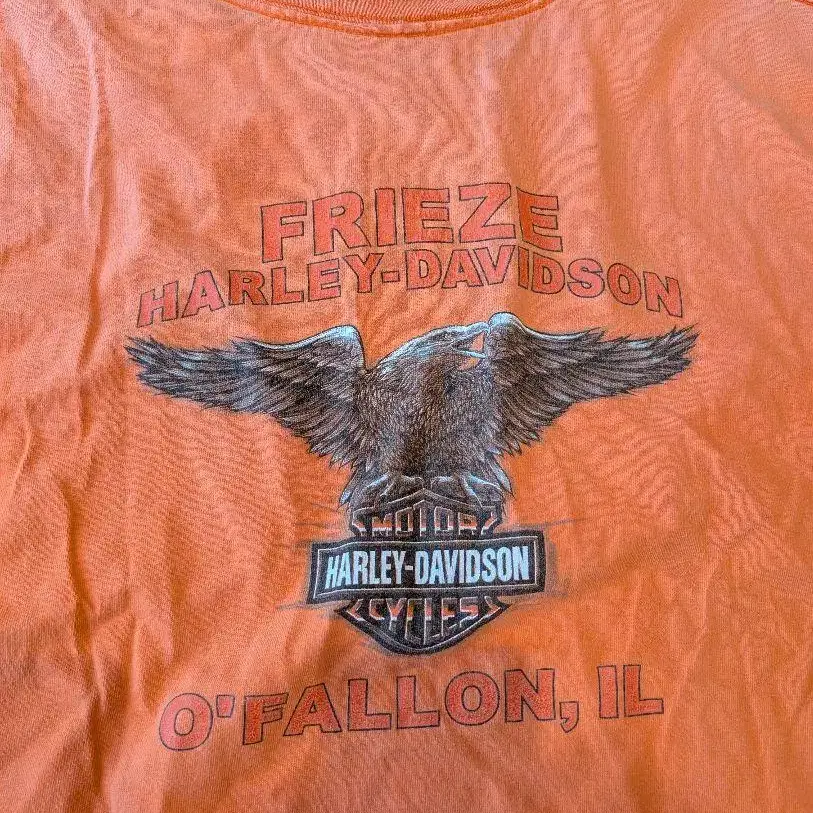 FRIEZE
HARLEY-DAVIDSON
MOTOR
HARLEY-DAVIDSON
CYCLES
O'FALLON, IL